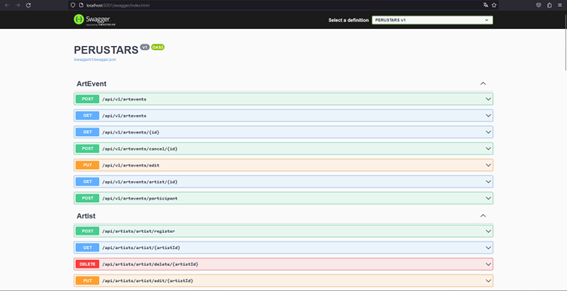 localhost:5001/swagger/index.html
Swagger
Select a definition
PERUSTARS v1
PERUSTARS v1 OAS3
swagger/v1/swagger.json
ArtEvent
POST /api/v1/artevents
GET /api/v1/artevents
GET /api/v1/artevents/{id}
POST /api/v1/artevents/cancel/{id}
PUT /api/v1/artevents/edit
GET /api/v1/artevents/artist/{id}
POST /api/v1/artevents/participant
Artist
POST /api/artists/artist/register
GET /api/artists/artist/{artistId}
DELETE /api/artists/artist/delete/{artistId}
PUT /api/artists/artist/edit/{artistId}